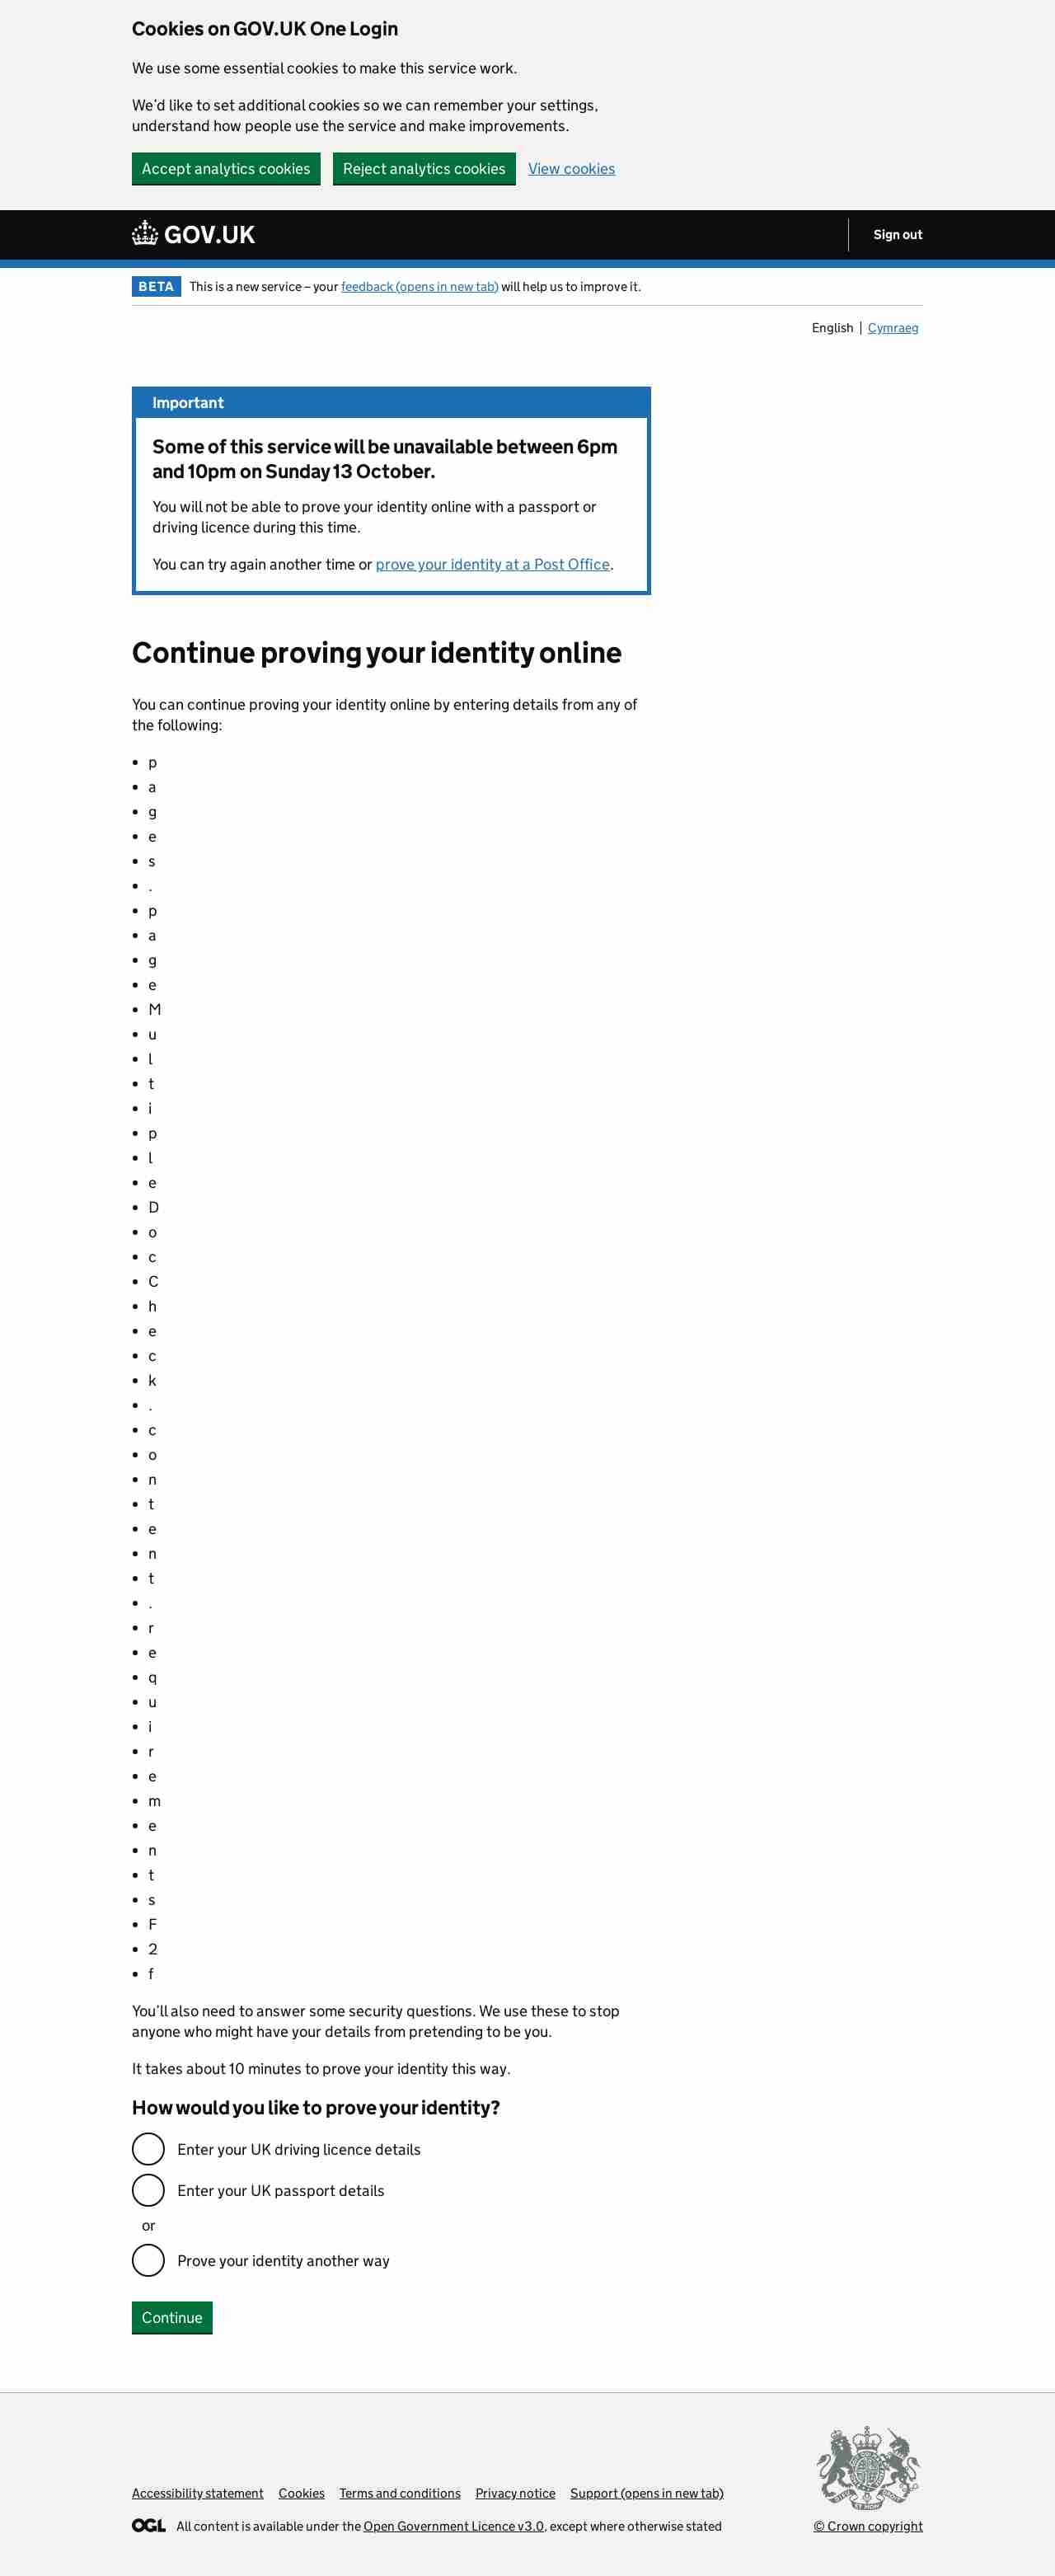 Cookies on GOV.UK One Login
We use some essential cookies to make this service work.
We'd like to set additional cookies so we can remember your settings,
understand how people use the service and make improvements.
Accept analytics cookies Reject analytics cookies View cookies
GOV.UK Sign out
BETA This is a new service – your feedback (opens in new tab) will help us to improve it.
English | Cymraeg
Important
Some of this service will be unavailable between 6pm
and 10pm on Sunday 13 October.
You will not be able to prove your identity online with a passport or
driving licence during this time.
You can try again another time or prove your identity at a Post Office.
Continue proving your identity online
You can continue proving your identity online by entering details from any of
the following:
• p
• a
• g
• e
• s
• .
• p
• a
• g
• e
• M
• u
• l
• t
• i
• p
• l
• e
• D
• o
• c
• C
• h
• e
• c
• k
• .
• c
• o
• n
• t
• e
• n
• t
• .
• r
• e
• q
• u
• i
• r
• e
• m
• e
• n
• t
• s
• F
• 2
• f
You'll also need to answer some security questions. We use these to stop
anyone who might have your details from pretending to be you.
It takes about 10 minutes to prove your identity this way.
How would you like to prove your identity?
Enter your UK driving licence details
Enter your UK passport details
or
Prove your identity another way
Continue
Accessibility statement Cookies Terms and conditions Privacy notice Support (opens in new tab)
OGL All content is available under the Open Government Licence v3.0, except where otherwise stated
© Crown copyright